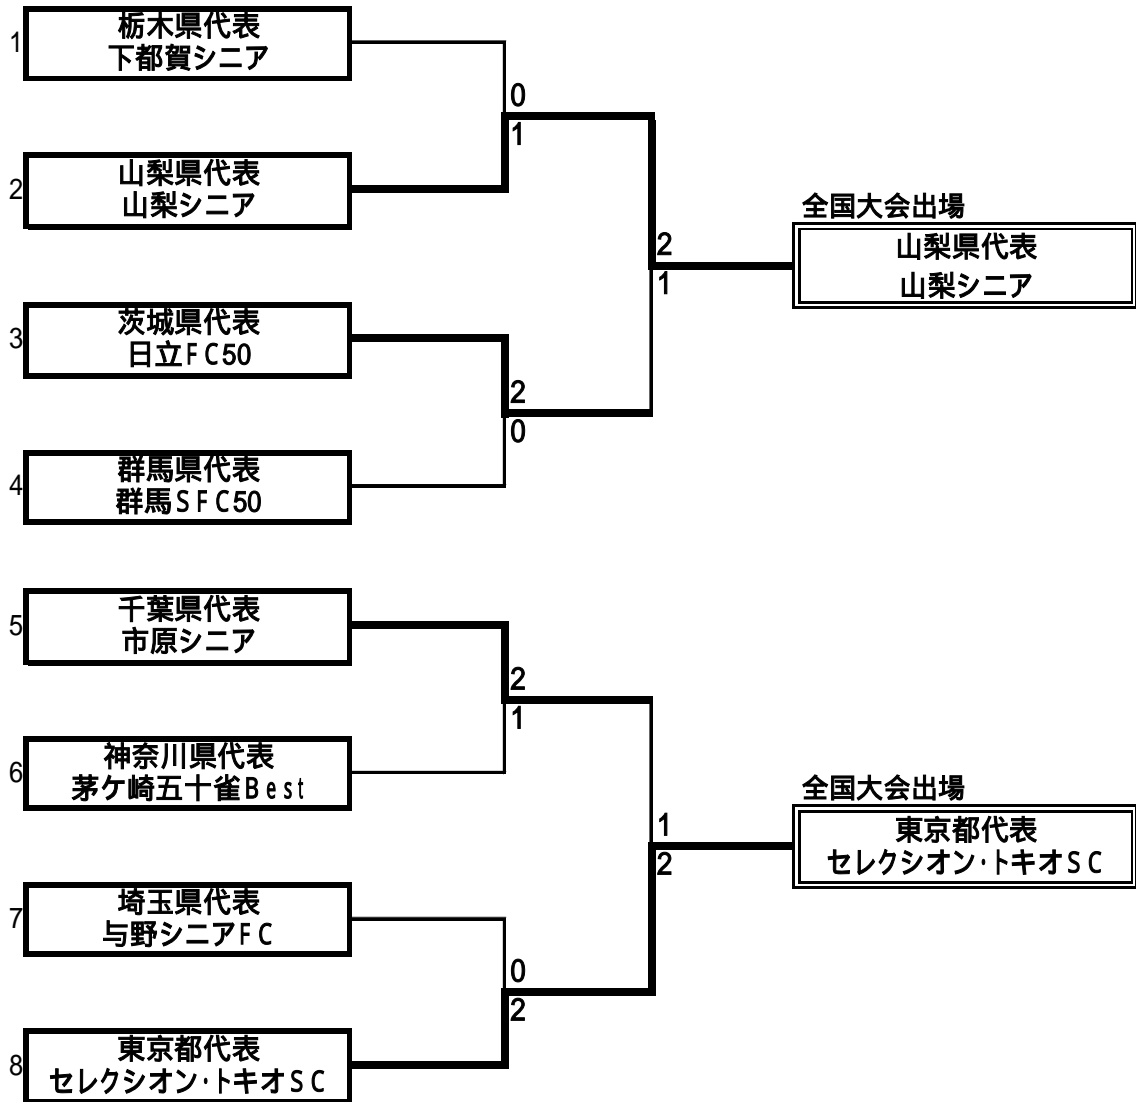 1
栃木県代表
下都賀シニア
0
1
2
山梨県代表
山梨シニア
全国大会出場
山梨県代表
山梨シニア
2
1
3
茨城県代表
日立FC50
2
0
4
群馬県代表
群馬SFC50
5
千葉県代表
市原シニア
2
1
6
神奈川県代表
茅ケ崎五十雀Best
全国大会出場
東京都代表
セレクシオン・トキオSC
1
2
7
埼玉県代表
与野シニアFC
0
2
8
東京都代表
セレクシオン・トキオSC